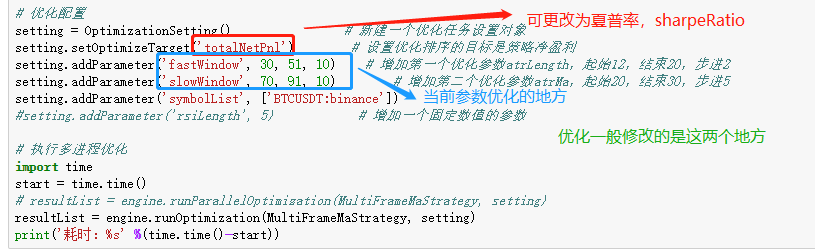 # 优化配置
setting = OptimizationSetting() # 新建一个优化任务设置对象
可更改为夏普率，sharpeRatio
setting.setOptimizeTarget('totalNetPnl') # 设置优化排序的目标是策略净盈利
setting.addParameter('fastWindow', 30, 51, 10) # 增加第一个优化参数atrLength，起始12，结束20，步进2
setting.addParameter('slowWindow', 70, 91, 10) # 增加第二个优化参数atrMa，起始20，结束30，步进5
setting.addParameter('symbolList', ['BTCUSDT:binance'])
当前参数优化的地方
#setting.addParameter('rsiLength', 5) # 增加一个固定数值的参数
优化一般修改的是这两个地方
# 执行多进程优化
import time
start = time.time()
# resultList = engine.runParallelOptimization(MultiFrameMaStrategy, setting)
resultList = engine.runOptimization(MultiFrameMaStrategy, setting)
print('耗时：%s' %(time.time()-start))